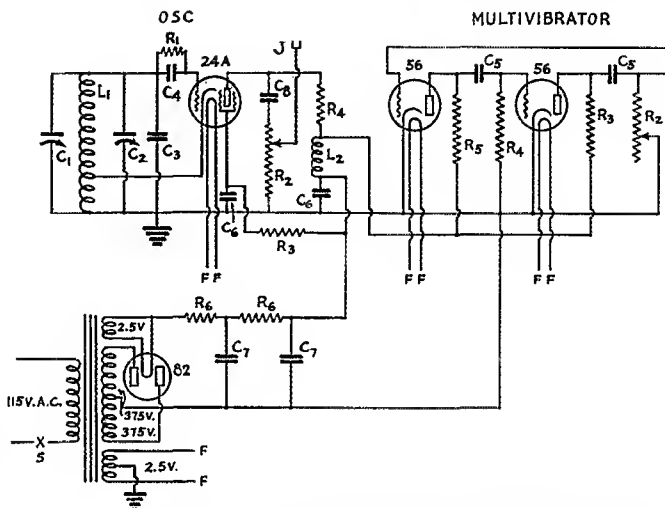 OSC
MULTIVIBRATOR
R1
24A
J
C5
C5
56
56
L1
C4
C8
R4
C1
C2
C3
R2
L2
R5
R4
R3
R2
C6
C6
R3
F F
F F
F F
R6
R6
2.5V
82
C7
C7
115V.A.C.
375V.
375V.
X
S
F
2.5V.
F